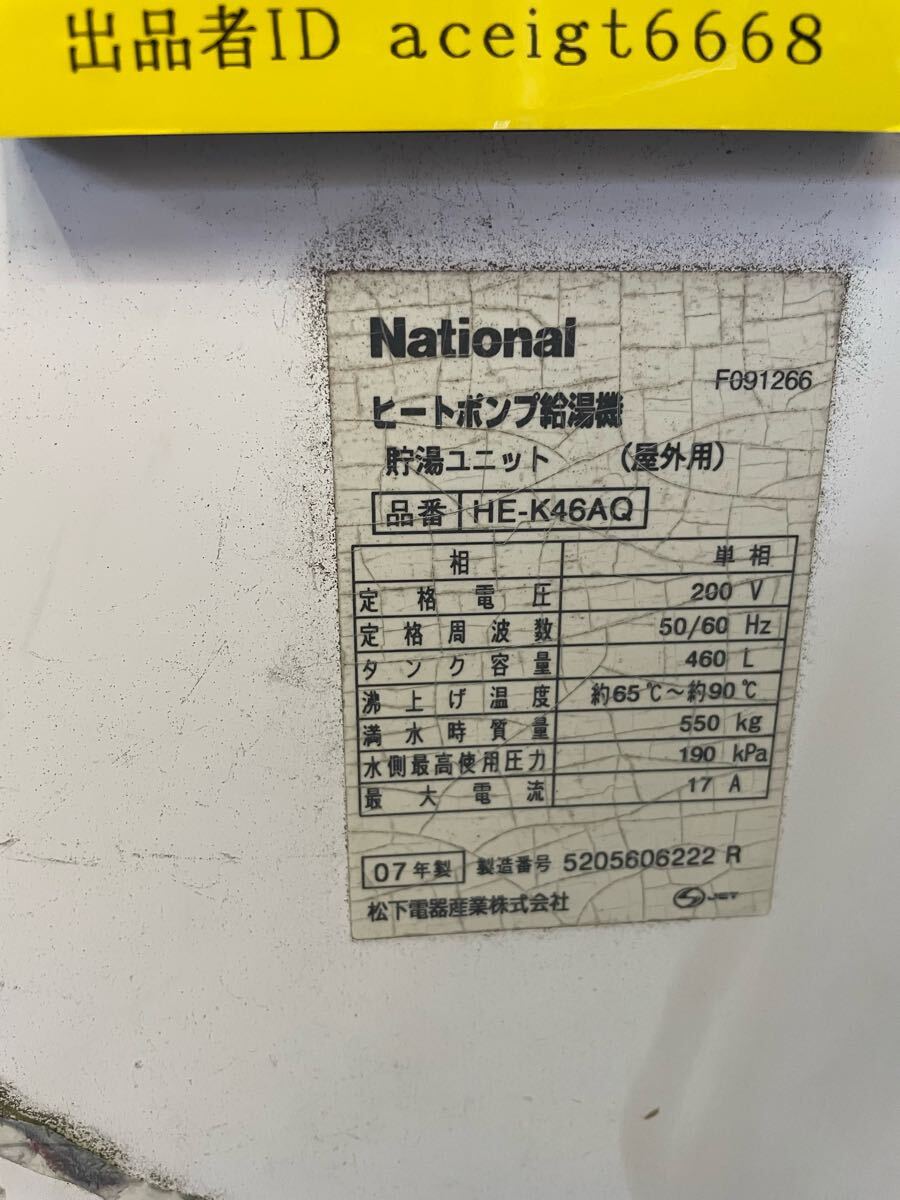 出品者ID aceigt6668
National
F091266
ヒートポンプ給湯機
貯湯ユニット (屋外用)
品番 HE-K46AQ
相 単相
定格電圧 200 V
定格周波数 50/60 Hz
タンク容量 460 L
沸上げ温度 約65℃~約90℃
満水時質量 550 kg
水側最高使用圧力 190 kPa
最大電流 17 A
07年製 製造番号 5205606222 R
松下電器産業株式会社
S JET